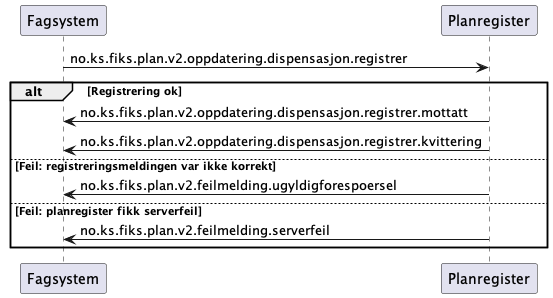 Fagsystem Planregister
no.ks.fiks.plan.v2.oppdatering.dispensasjon.registrer
alt [Registrering ok]
no.ks.fiks.plan.v2.oppdatering.dispensasjon.registrer.mottatt
no.ks.fiks.plan.v2.oppdatering.dispensasjon.registrer.kvittering
[Feil: registreringsmeldingen var ikke korrekt]
no.ks.fiks.plan.v2.feilmelding.ugyldigforespoersel
[Feil: planregister fikk serverfeil]
no.ks.fiks.plan.v2.feilmelding.serverfeil
Fagsystem Planregister